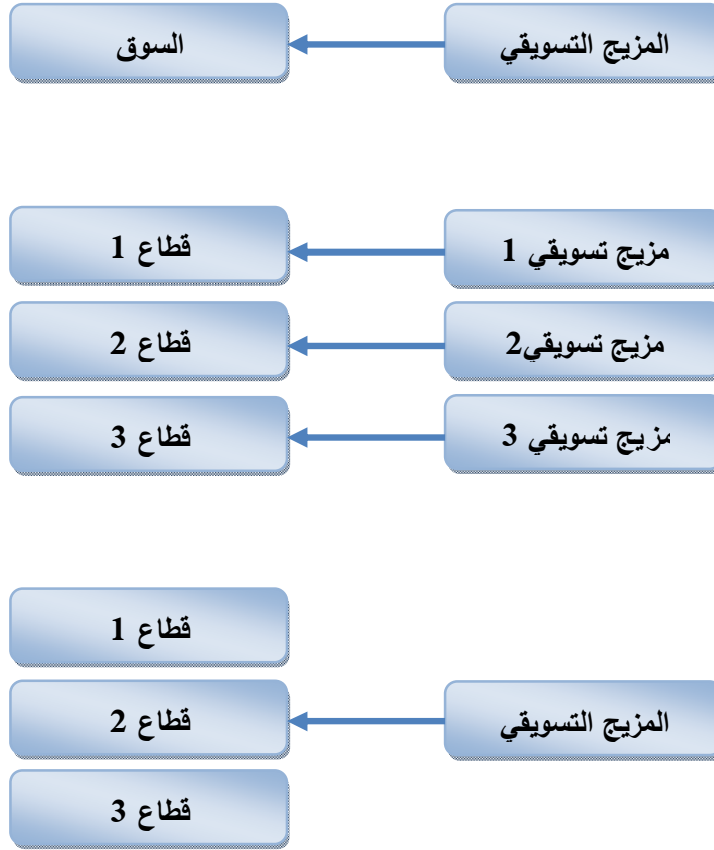 المزيج التسويقي
السوق
مزيج تسويقي 1
قطاع 1
مزيج تسويقي2
قطاع 2
مزيج تسويقي 3
قطاع 3
قطاع 1
المزيج التسويقي
قطاع 2
قطاع 3